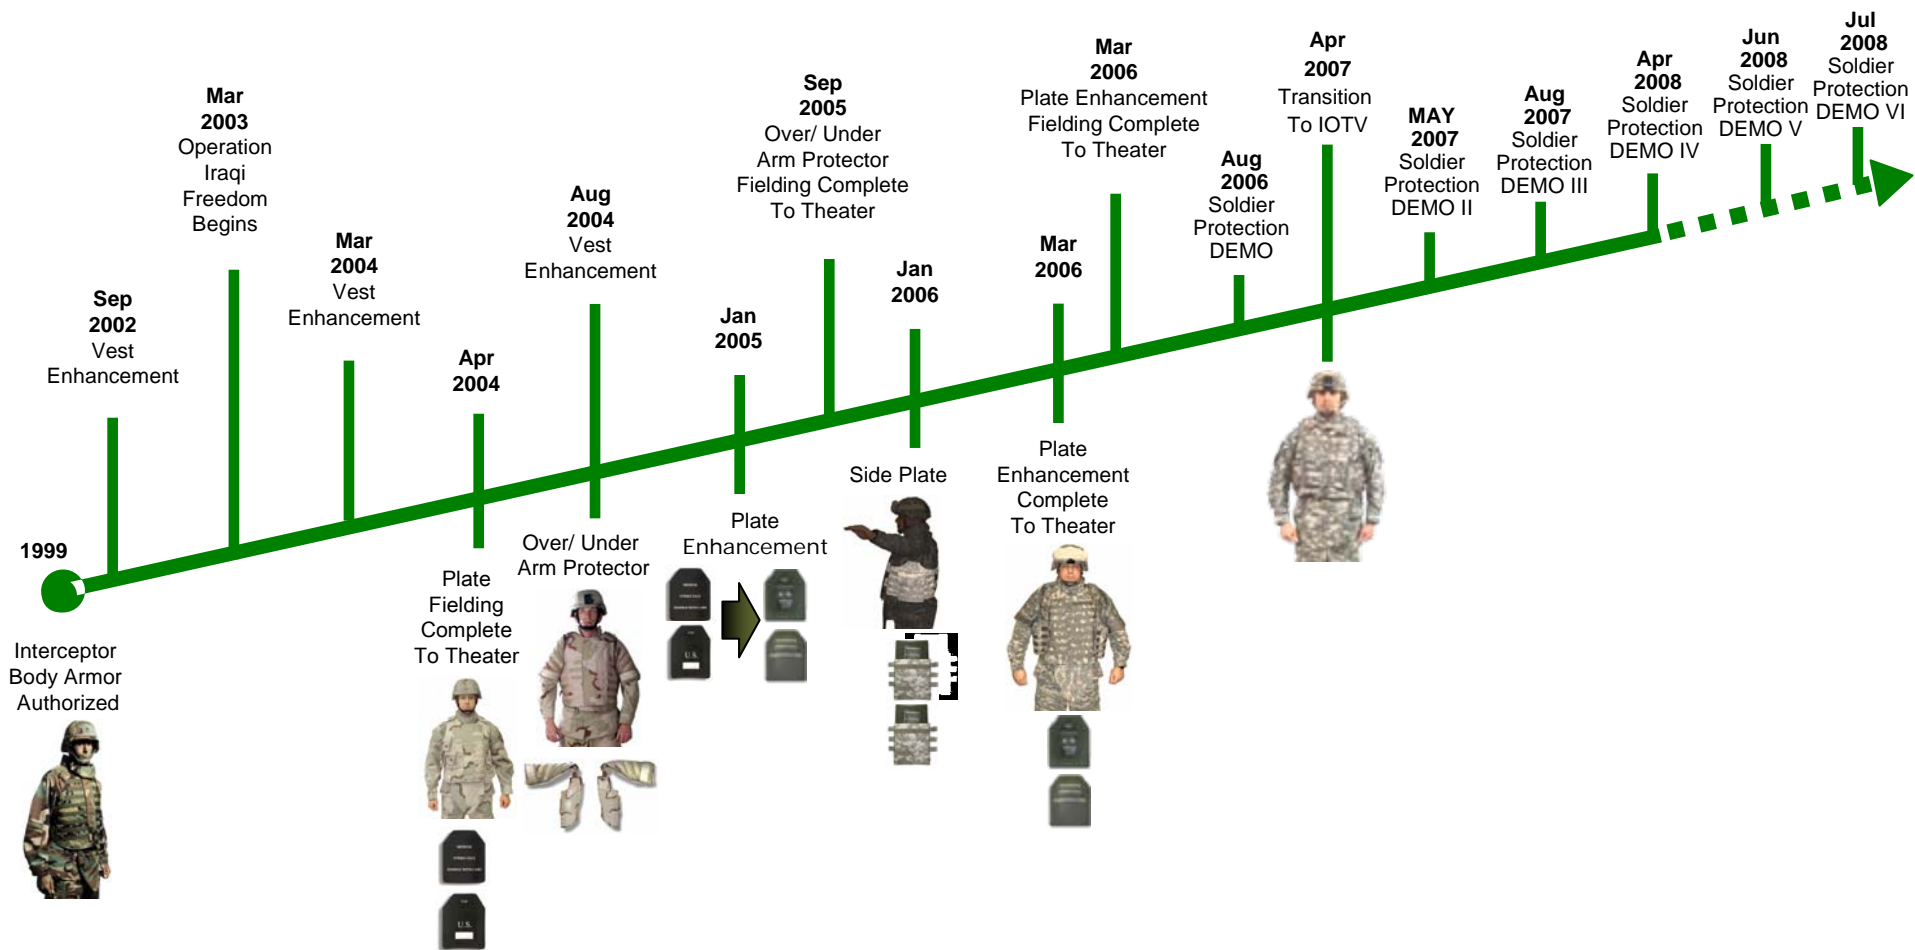 1999
Interceptor
Body Armor
Authorized
Sep
2002
Vest
Enhancement
Mar
2003
Operation
Iraqi
Freedom
Begins
Mar
2004
Vest
Enhancement
Apr
2004
Plate
Fielding
Complete
To Theater
U.S.
Aug
2004
Vest
Enhancement
Over/ Under
Arm Protector
Jan
2005
Plate
Enhancement
U.S.
Sep
2005
Over/ Under
Arm Protector
Fielding Complete
To Theater
Jan
2006
Side Plate
Mar
2006
Plate
Enhancement
Complete
To Theater
Mar
2006
Plate Enhancement
Fielding Complete
To Theater
Aug
2006
Soldier
Protection
DEMO
Apr
2007
Transition
To IOTV
MAY
2007
Soldier
Protection
DEMO II
Aug
2007
Soldier
Protection
DEMO III
Apr
2008
Soldier
Protection
DEMO IV
Jun
2008
Soldier
Protection
DEMO V
Jul
2008
Soldier
Protection
DEMO VI